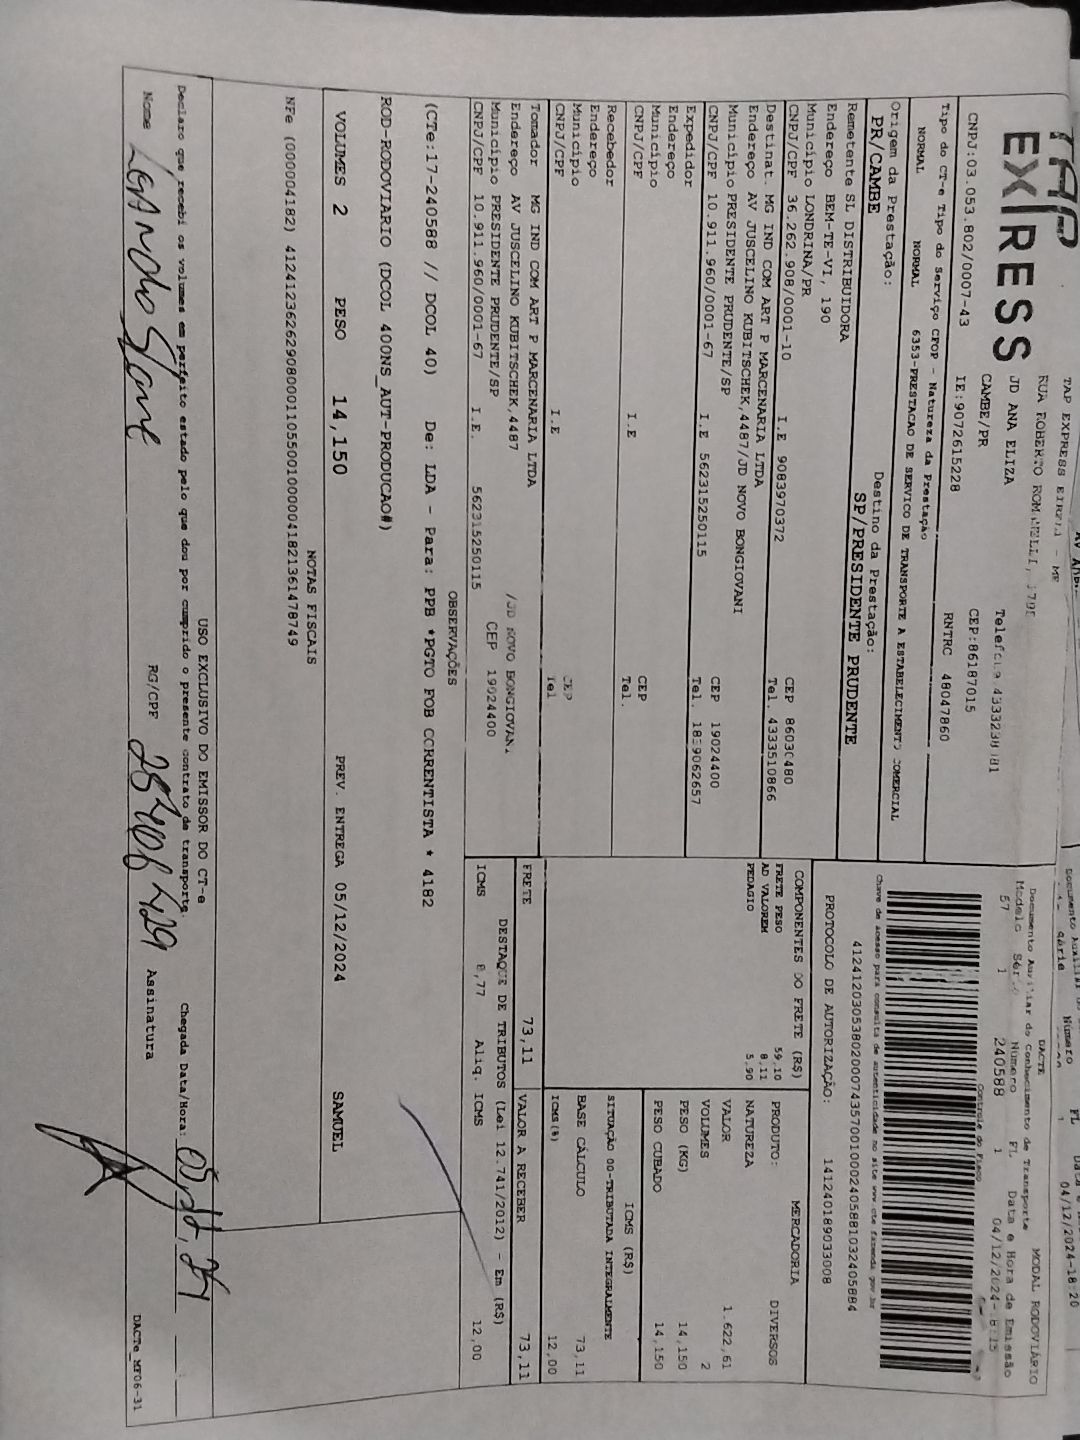 TAP
EXPRESS
TAP EXPRESS EIRELI - ME
RUA ROBERTO
JD ANA ELIZA
CAMBE/PR CEP:86187015
CNPJ:03.053.802/0007-43 IE:9072615228 RNTRC 48047860
DACTE MODAL RODOVIÁRIO
Documento Auxiliar do Conhecimento de Transporte
Modelo Série Número FL Data e Hora de Emissão
57 1 240588 1 04/12/2024
Controle do Fisco
Tipo do CT-e Tipo do Serviço CFOP - Natureza da Prestação
NORMAL NORMAL 6353-PRESTACAO DE SERVICO DE TRANSPORTE A ESTABELECIMENTO COMERCIAL
Origem da Prestação: Destino da Prestação:
PR/CAMBE SP/PRESIDENTE PRUDENTE
Chave de acesso para consulta de autenticidade no site www.cte.fazenda.gov.br
41241203053802000743570010002405881032405884
PROTOCOLO DE AUTORIZAÇÃO: 141240189033008
Remetente SL DISTRIBUIDORA
Endereço BEM-TE-VI, 190
Município LONDRINA/PR CEP 86030480
CNPJ/CPF 36.262.908/0001-10 I.E 9083970372 Tel. 4333510866
Destinat. MG IND COM ART P MARCENARIA LTDA
Endereço AV JUSCELINO KUBITSCHEK,4487/JD NOVO BONGIOVANI
Município PRESIDENTE PRUDENTE/SP CEP 19024400
CNPJ/CPF 10.911.960/0001-67 I.E 562315250115 Tel. 1839062657
Expedidor
Endereço
Município CEP
CNPJ/CPF I.E Tel.
Recebedor
Endereço
Município CEP
CNPJ/CPF I.E Tel
Tomador MG IND COM ART P MARCENARIA LTDA
Endereço AV JUSCELINO KUBITSCHEK,4487 /JD NOVO BONGIOVAN.
Município PRESIDENTE PRUDENTE/SP CEP 19024400
CNPJ/CPF 10.911.960/0001-67 I.E. 562315250115
COMPONENTES DO FRETE (R$)
FRETE PESO 59,10
AD VALOREM 8,11
PEDAGIO 5,90
MERCADORIA
PRODUTO: DIVERSOS
NATUREZA
VALOR 1.622,61
VOLUMES 2
PESO (KG) 14,150
PESO CUBADO 14,150
ICMS (R$)
SITUAÇÃO 00-TRIBUTADA INTEGRALMENTE
BASE CÁLCULO 73,11
ICMS(%) 12,00
FRETE 73,11 VALOR A RECEBER 73,11
DESTAQUE DE TRIBUTOS (Lei 12.741/2012) - Em (R$)
ICMS 8,77 Aliq. ICMS 12,00
OBSERVAÇÕES
(CTe:17-240588 // DCOL 40) De: LDA - Para: PPB *PGTO FOB CORRENTISTA * 4182
ROD-RODOVIARIO (DCOL 400NS_AUT-PRODUCAO#)
VOLUMES 2 PESO 14,150 PREV. ENTREGA 05/12/2024 SAMUEL
NOTAS FISCAIS
NFe (000004182) 41241236262908000110550010000041821361478749
USO EXCLUSIVO DO EMISSOR DO CT-e
Declaro que recebi os volumes em perfeito estado pelo que dou por cumprido o presente contrato de transporte. Chegada Data/Hora:
Nome RG/CPF Assinatura
DACTe_MF06-31